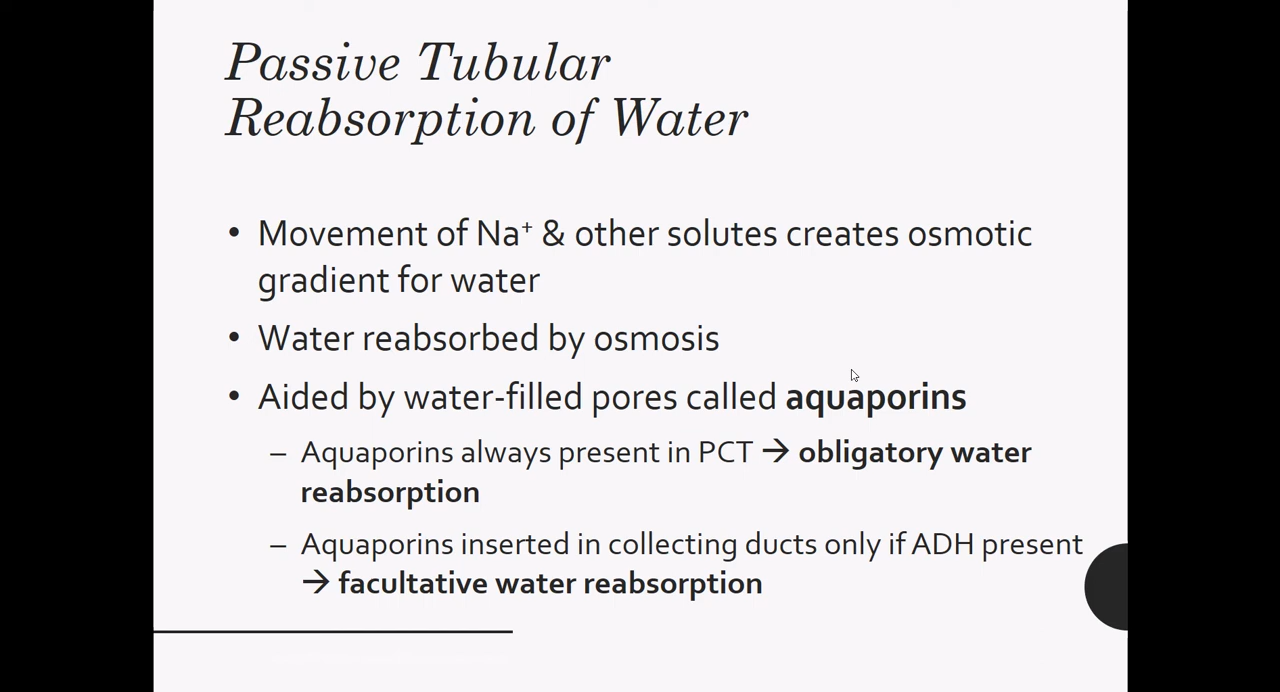 Passive Tubular
Reabsorption of Water
• Movement of Na⁺ & other solutes creates osmotic
gradient for water
• Water reabsorbed by osmosis
• Aided by water-filled pores called aquaporins
– Aquaporins always present in PCT → obligatory water
reabsorption
– Aquaporins inserted in collecting ducts only if ADH present
→ facultative water reabsorption